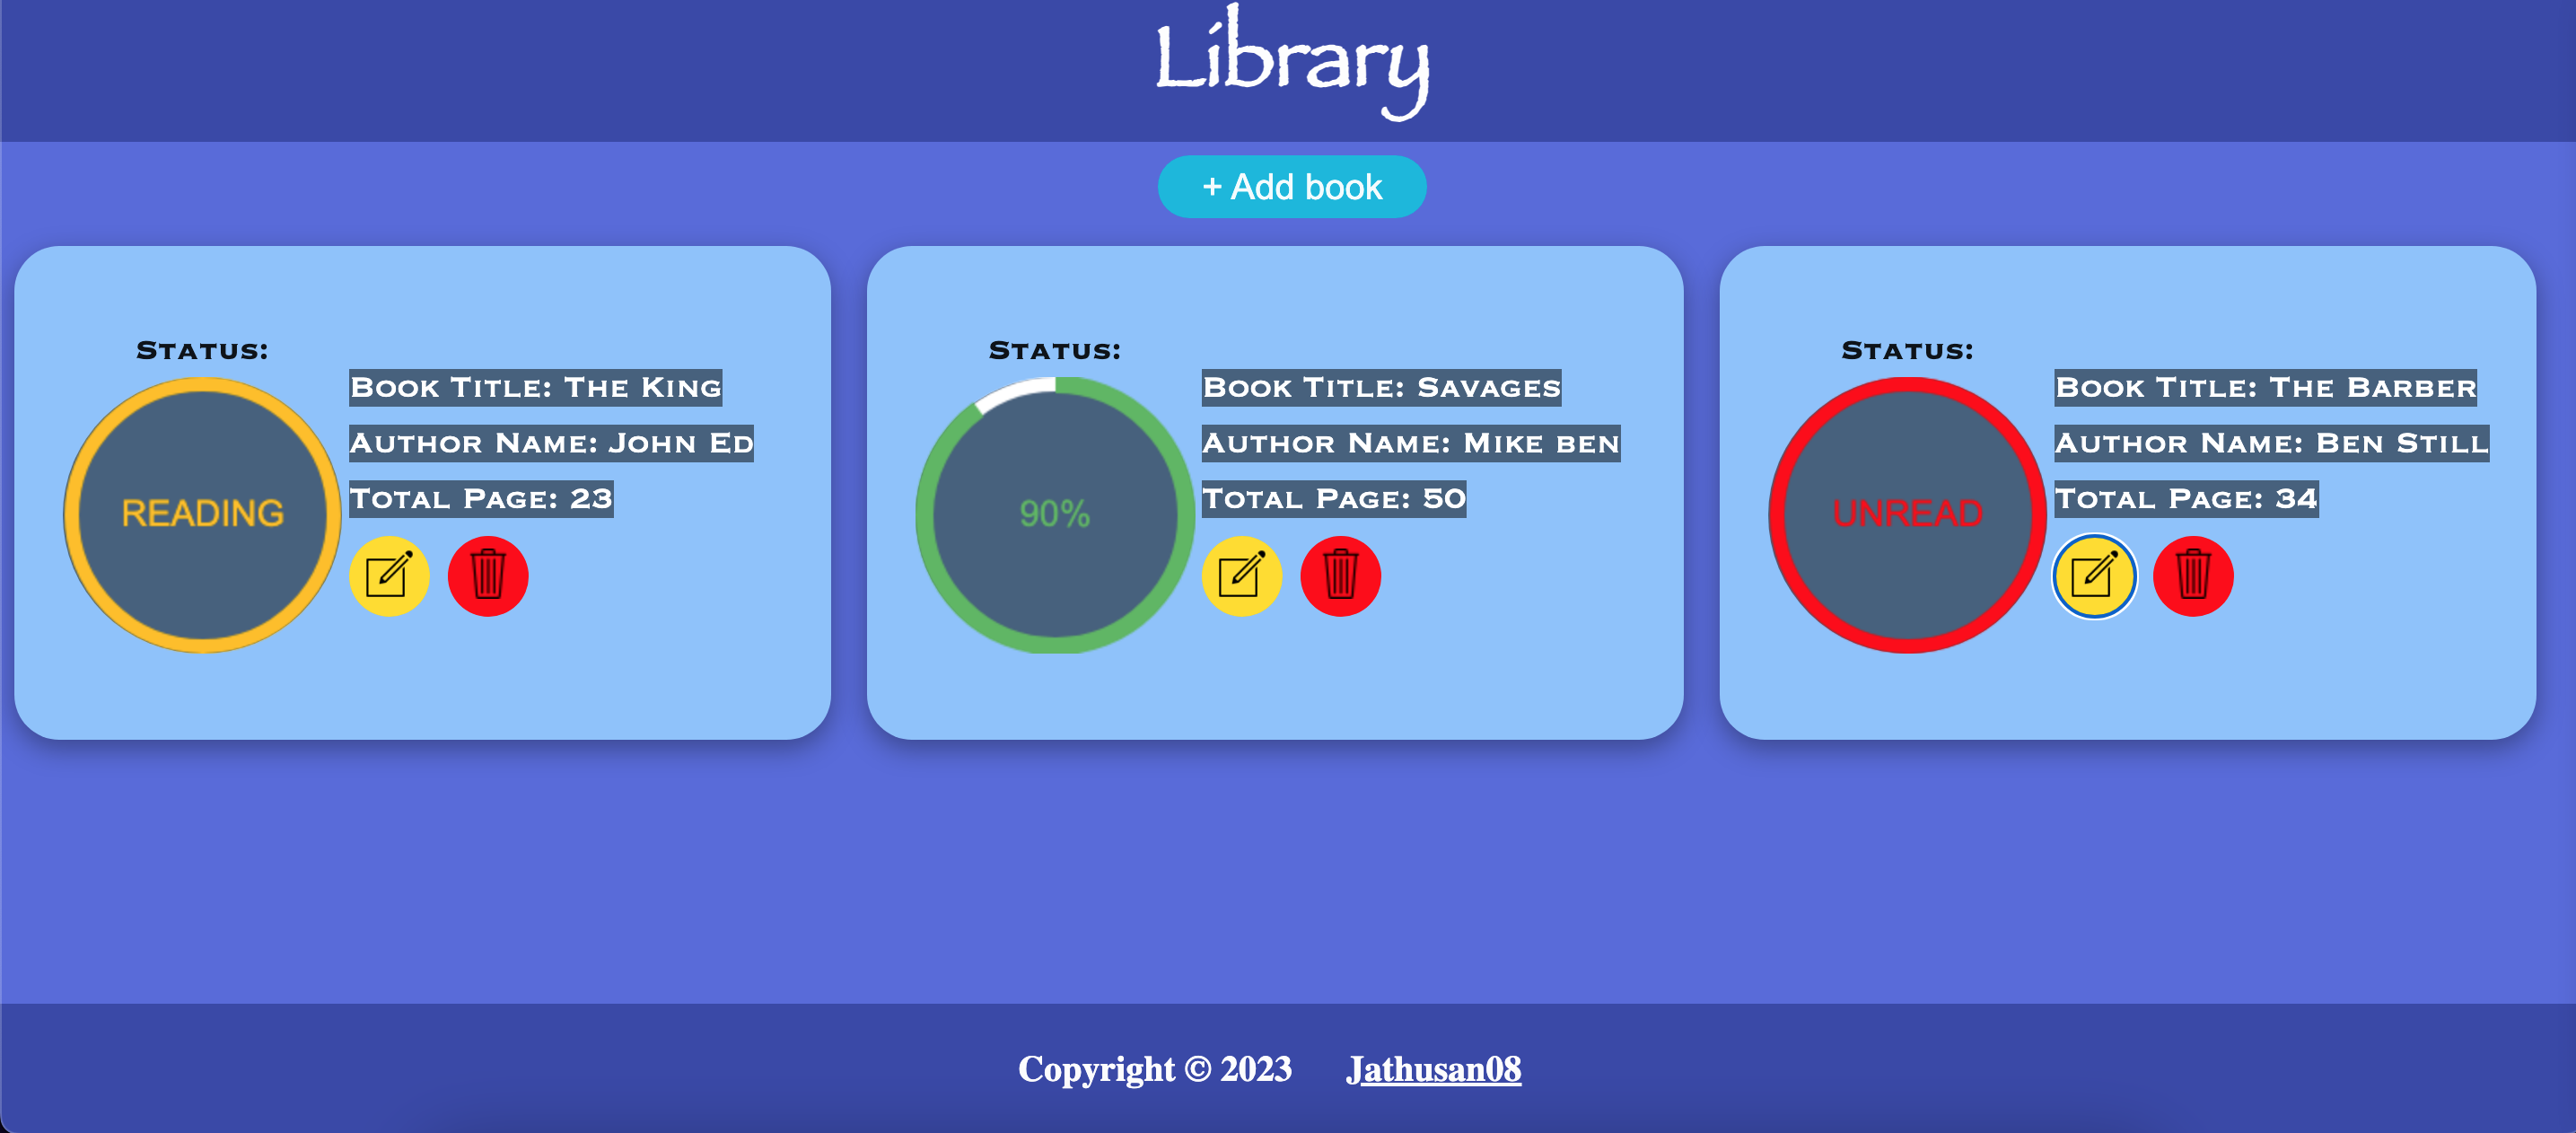 Library
+ Add book
Status:
READING
Book Title: The King
Author Name: John Ed
Total Page: 23
Status:
90%
Book Title: Savages
Author Name: Mike ben
Total Page: 50
Status:
UNREAD
Book Title: The Barber
Author Name: Ben Still
Total Page: 34
Copyright © 2023 Jathusan08